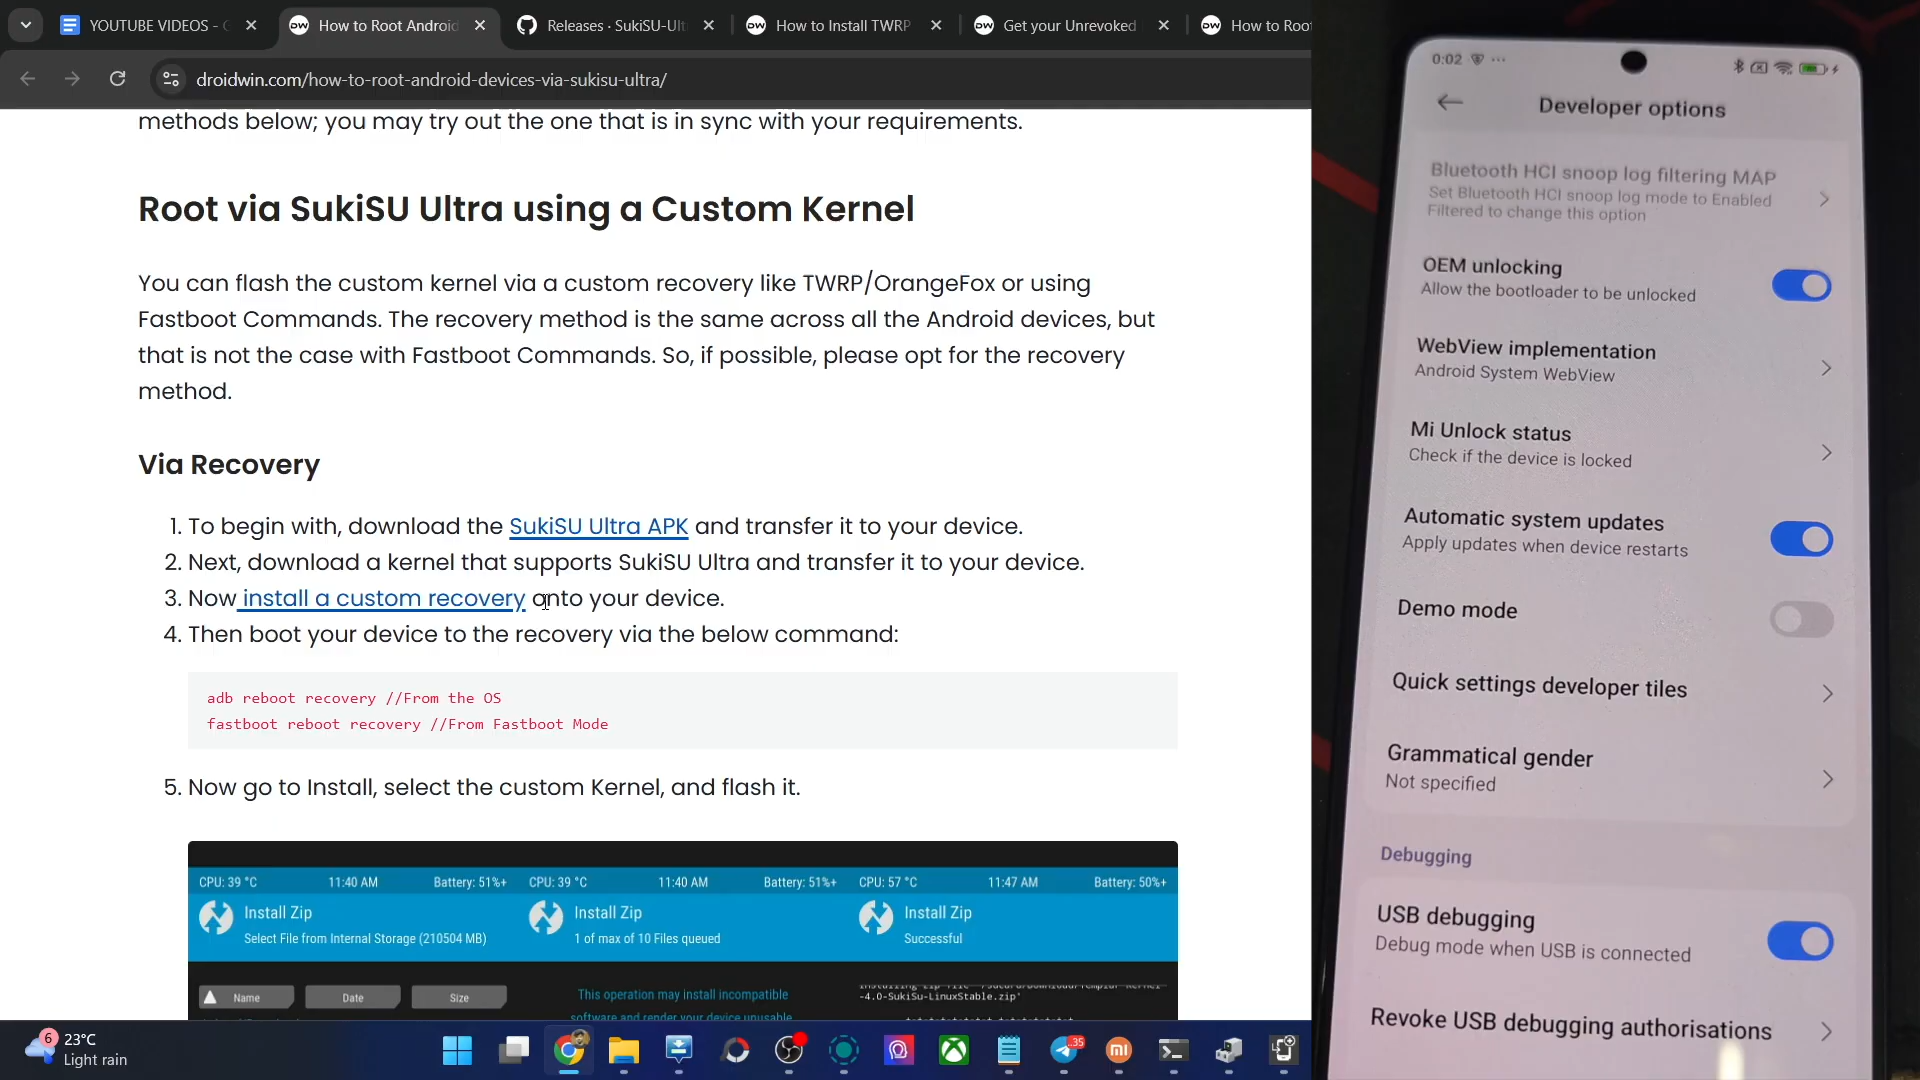 YOUTUBE VIDEOS -
How to Root Android
Releases · SukiSU-Ult
How to Install TWRP
Get your Unrevoked
How to Roo
droidwin.com/how-to-root-android-devices-via-sukisu-ultra/
methods below; you may try out the one that is in sync with your requirements.
Root via SukiSU Ultra using a Custom Kernel
You can flash the custom kernel via a custom recovery like TWRP/OrangeFox or using
Fastboot Commands. The recovery method is the same across all the Android devices, but
that is not the case with Fastboot Commands. So, if possible, please opt for the recovery
method.
Via Recovery
1. To begin with, download the SukiSU Ultra APK and transfer it to your device.
2. Next, download a kernel that supports SukiSU Ultra and transfer it to your device.
3. Now install a custom recovery onto your device.
4. Then boot your device to the recovery via the below command:
adb reboot recovery //From the OS
fastboot reboot recovery //From Fastboot Mode
5. Now go to Install, select the custom Kernel, and flash it.
CPU: 39 °C 11:40 AM Battery: 51%+
Install Zip
Select File from Internal Storage (210504 MB)
Name Date Size
CPU: 39 °C 11:40 AM Battery: 51%+
Install Zip
1 of max of 10 Files queued
This operation may install incompatible
software and render your device unusable
CPU: 57 °C 11:47 AM Battery: 50%+
Install Zip
Successful
-4.0-SukiSu-LinuxStable.zip'
6
23°C
Light rain
35
0:02
Developer options
Bluetooth HCI snoop log filtering MAP
Set Bluetooth HCI snoop log mode to Enabled
Filtered to change this option
OEM unlocking
Allow the bootloader to be unlocked
WebView implementation
Android System WebView
Mi Unlock status
Check if the device is locked
Automatic system updates
Apply updates when device restarts
Demo mode
Quick settings developer tiles
Grammatical gender
Not specified
Debugging
USB debugging
Debug mode when USB is connected
Revoke USB debugging authorisations